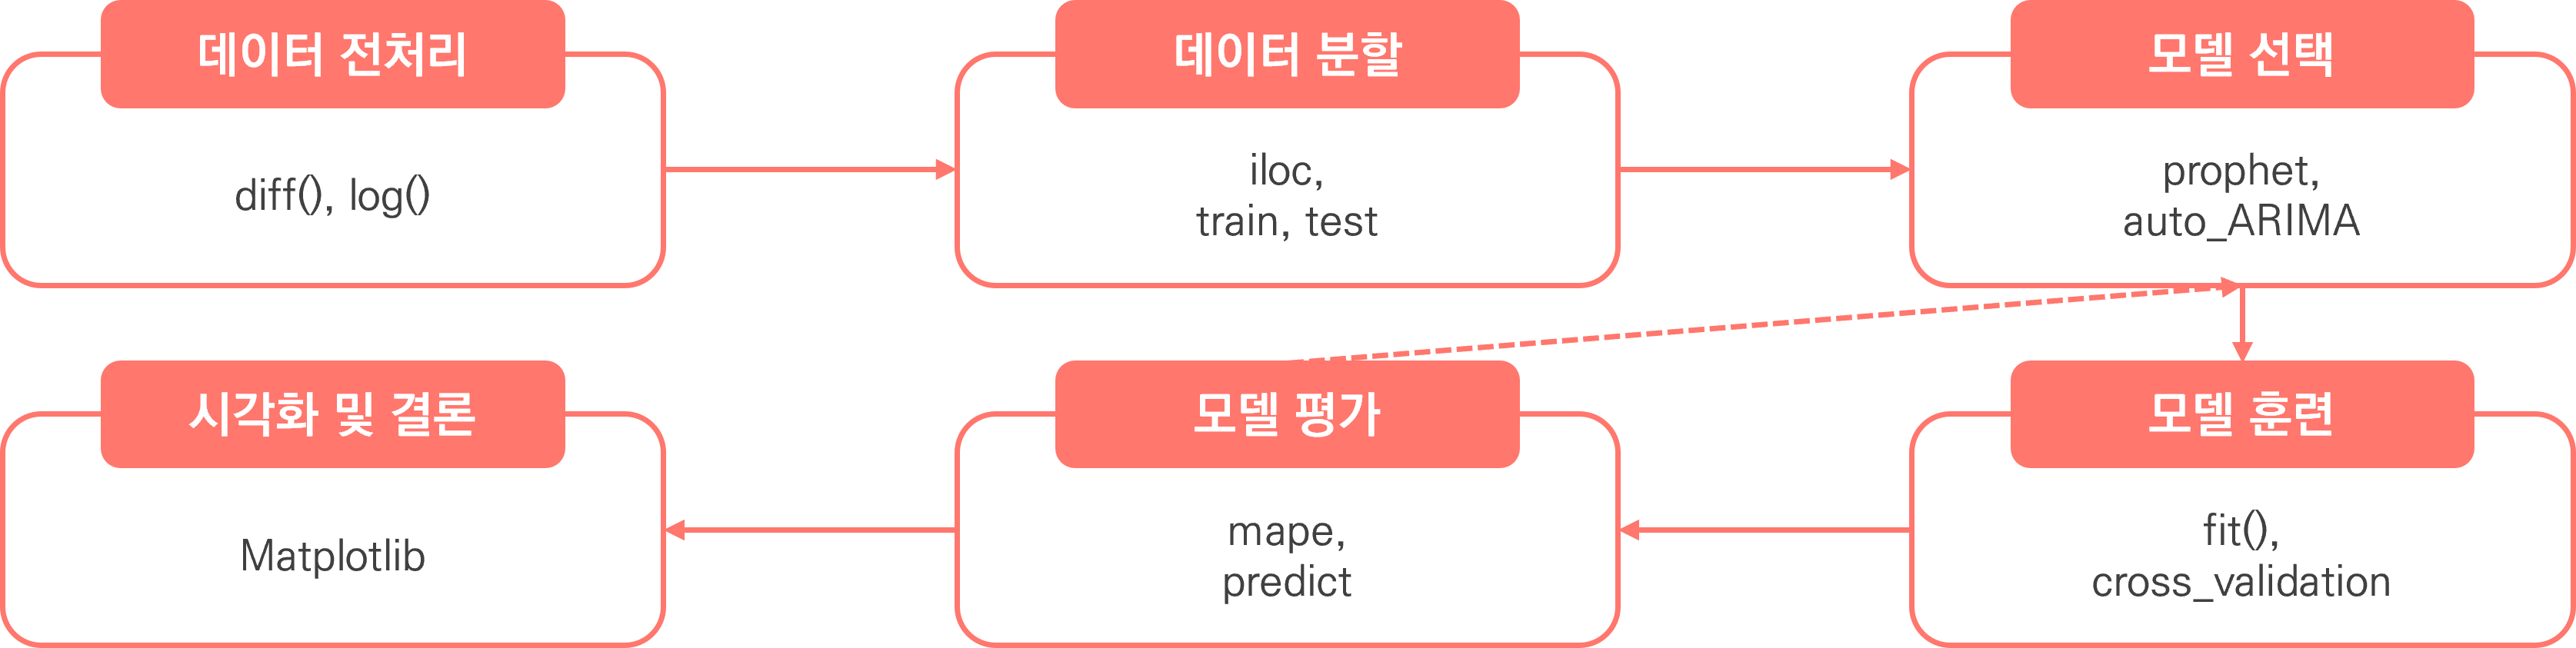 데이터 전처리
diff(), log()
데이터 분할
iloc,
train, test
모델 선택
prophet,
auto_ARIMA
모델 훈련
fit(),
cross_validation
모델 평가
mape,
predict
시각화 및 결론
Matplotlib